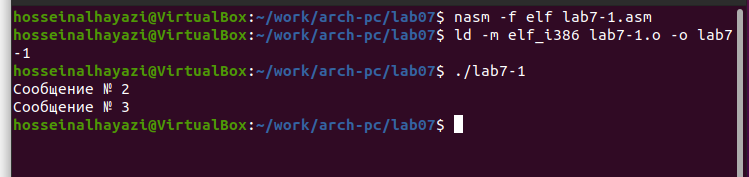 hosseinalhayazi@VirtualBox:~/work/arch-pc/lab07$ nasm -f elf lab7-1.asm
hosseinalhayazi@VirtualBox:~/work/arch-pc/lab07$ ld -m elf_i386 lab7-1.o -o lab7
-1
hosseinalhayazi@VirtualBox:~/work/arch-pc/lab07$ ./lab7-1
Сообщение № 2
Сообщение № 3
hosseinalhayazi@VirtualBox:~/work/arch-pc/lab07$